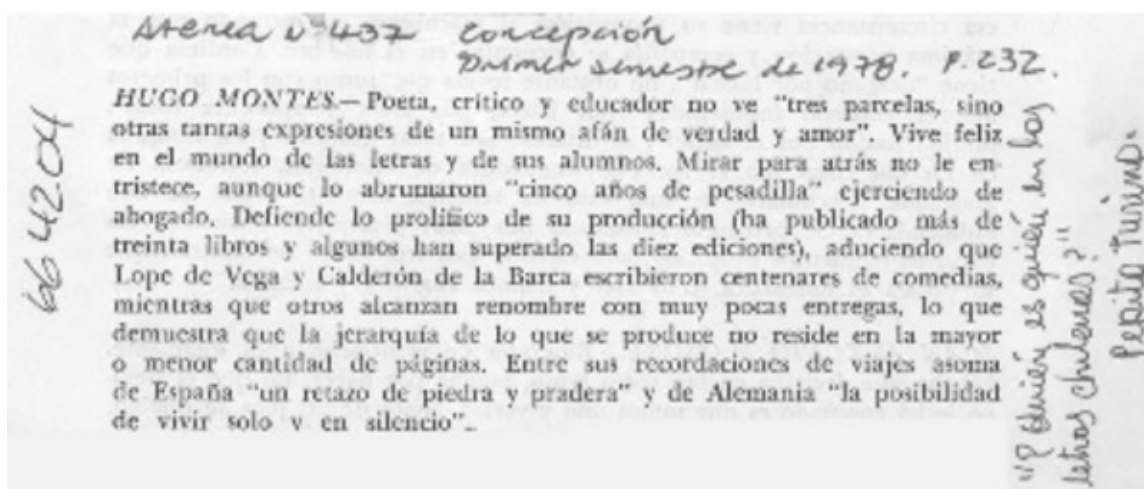 Atenea Nº 437 Concepción
Primer semestre de 1978. P. 232.
HUGO MONTES.— Poeta, crítico y educador no ve "tres parcelas, sino
otras tantas expresiones de un mismo afán de verdad y amor". Vive feliz
en el mundo de las letras y de sus alumnos. Mirar para atrás no le en-
tristece, aunque lo abrumaron "cinco años de pesadilla" ejerciendo de
abogado. Defiende lo prolífico de su producción (ha publicado más de
treinta libros y algunos han superado las diez ediciones), aduciendo que
Lope de Vega y Calderón de la Barca escribieron centenares de comedias,
mientras que otros alcanzan renombre con muy pocas entregas, lo que
demuestra que la jerarquía de lo que se produce no reside en la mayor
o menor cantidad de páginas. Entre sus recordaciones de viajes asoma
de España "un retazo de piedra y pradera" y de Alemania "la posibilidad
de vivir solo y en silencio"..
664204
"¿Quién es quién en las
letras chilenas?"
Pepita Turina.